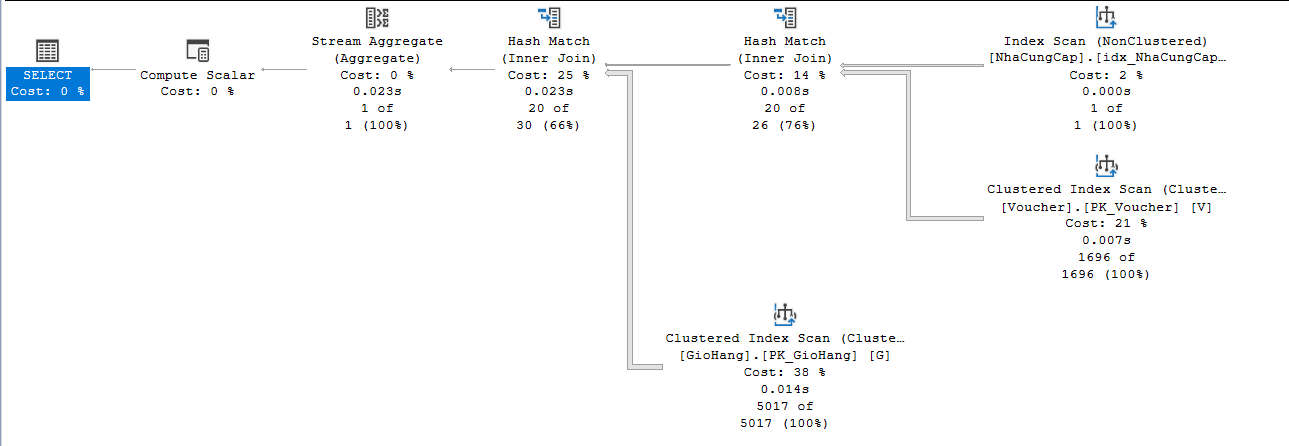 SELECT
Cost: 0 %
Compute Scalar
Cost: 0 %
Stream Aggregate
(Aggregate)
Cost: 0 %
0.023s
1 of
1 (100%)
Hash Match
(Inner Join)
Cost: 25 %
0.023s
20 of
30 (66%)
Hash Match
(Inner Join)
Cost: 14 %
0.008s
20 of
26 (76%)
Index Scan (NonClustered)
[NhaCungCap].[idx_NhaCungCap…
Cost: 2 %
0.000s
1 of
1 (100%)
Clustered Index Scan (Cluste…
[Voucher].[PK_Voucher] [V]
Cost: 21 %
0.007s
1696 of
1696 (100%)
Clustered Index Scan (Cluste…
[GioHang].[PK_GioHang] [G]
Cost: 38 %
0.014s
5017 of
5017 (100%)